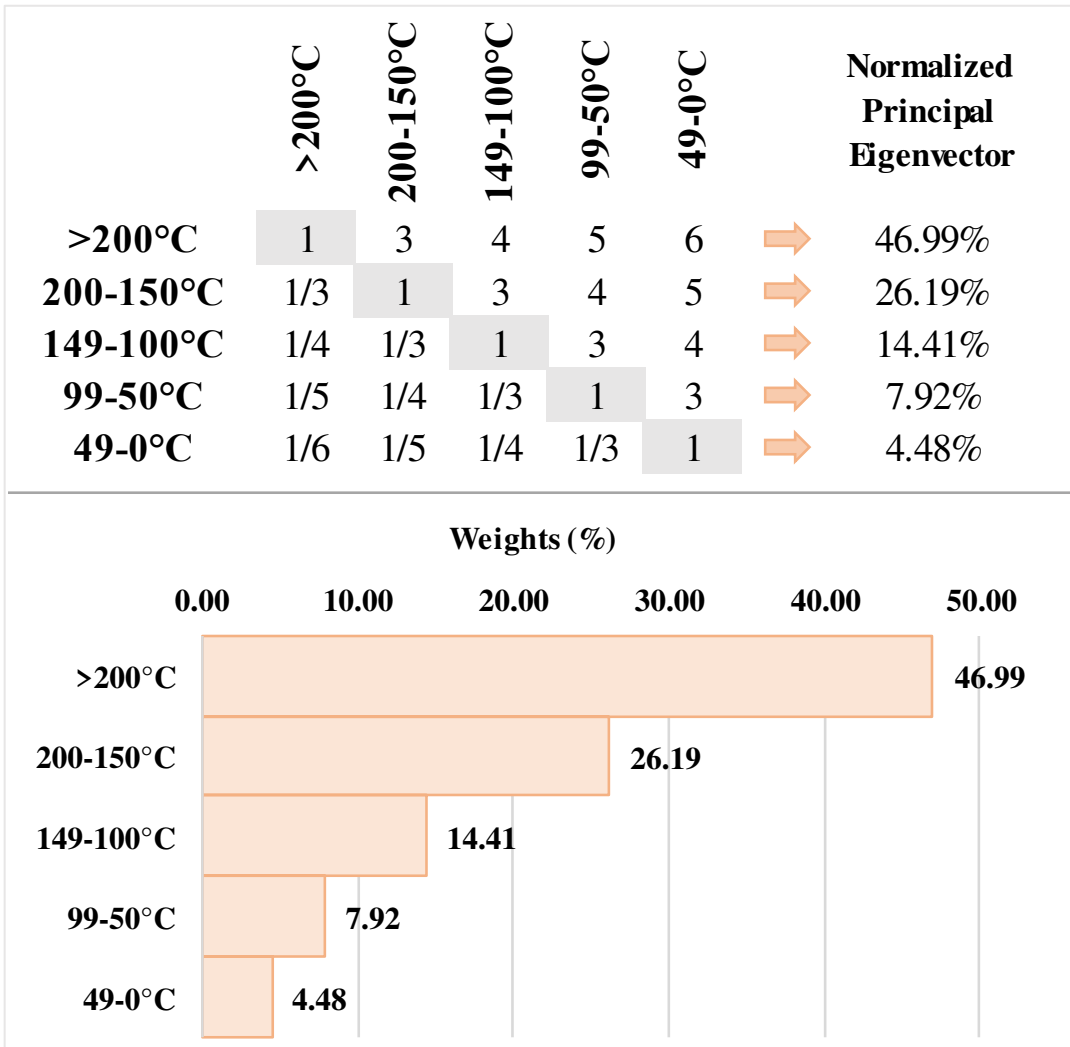 >200°C 200-150°C 149-100°C 99-50°C 49-0°C Normalized
Principal
Eigenvector
>200°C 1 3 4 5 6 46.99%
200-150°C 1/3 1 3 4 5 26.19%
149-100°C 1/4 1/3 1 3 4 14.41%
99-50°C 1/5 1/4 1/3 1 3 7.92%
49-0°C 1/6 1/5 1/4 1/3 1 4.48%
Weights (%)
0.00 10.00 20.00 30.00 40.00 50.00
>200°C 46.99
200-150°C 26.19
149-100°C 14.41
99-50°C 7.92
49-0°C 4.48